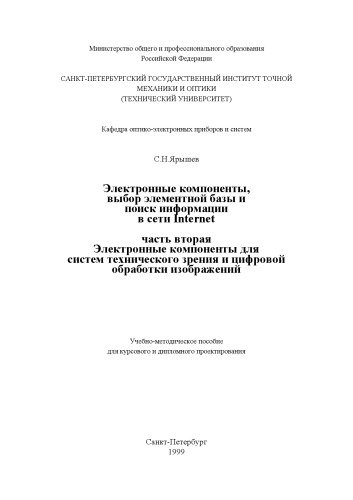 Министерство общего и профессионального образования
Российской Федерации
САНКТ-ПЕТЕРБУРГСКИЙ ГОСУДАРСТВЕННЫЙ ИНСТИТУТ ТОЧНОЙ
МЕХАНИКИ И ОПТИКИ
(ТЕХНИЧЕСКИЙ УНИВЕРСИТЕТ)
Кафедра оптико-электронных приборов и систем
С.Н.Ярышев
Электронные компоненты,
выбор элементной базы и
поиск информации
в сети Internet
часть вторая
Электронные компоненты для
систем технического зрения и цифровой
обработки изображений
Учебно-методическое пособие
для курсового и дипломного проектирования
Санкт-Петербург
1999